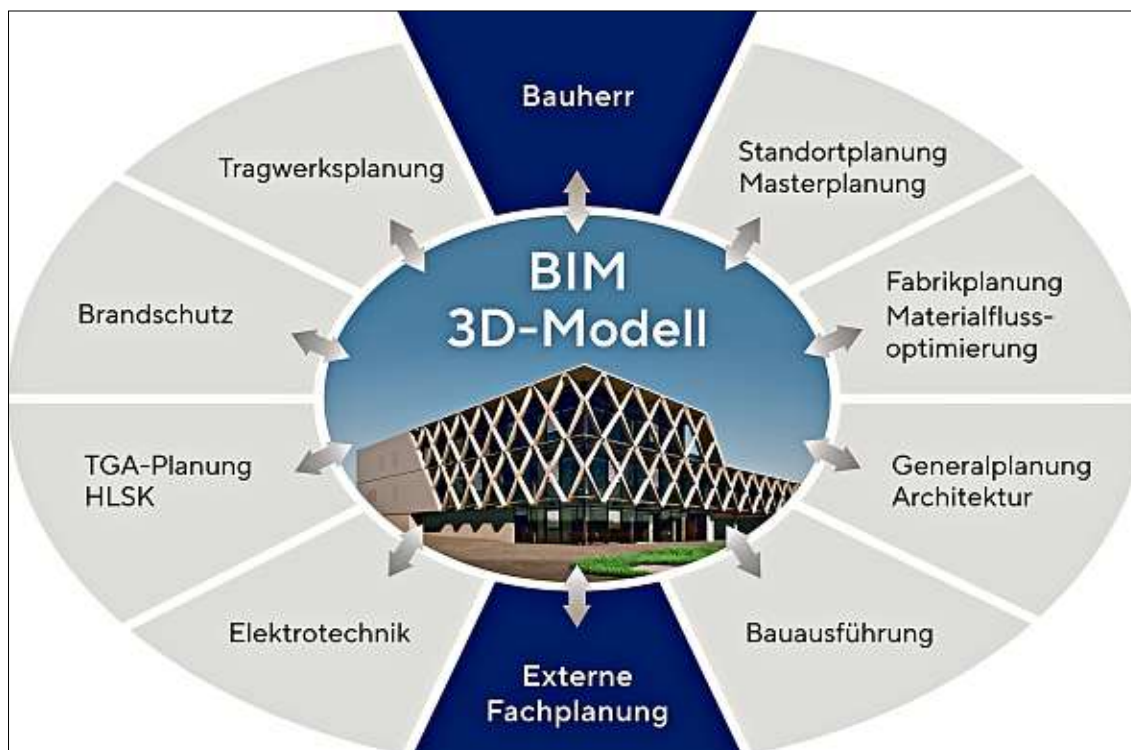 Bauherr
Standortplanung
Masterplanung
Fabrikplanung
Materialfluss-
optimierung
Generalplanung
Architektur
Bauausführung
Externe
Fachplanung
Elektrotechnik
TGA-Planung
HLSK
Brandschutz
Tragwerksplanung
BIM
3D-Modell